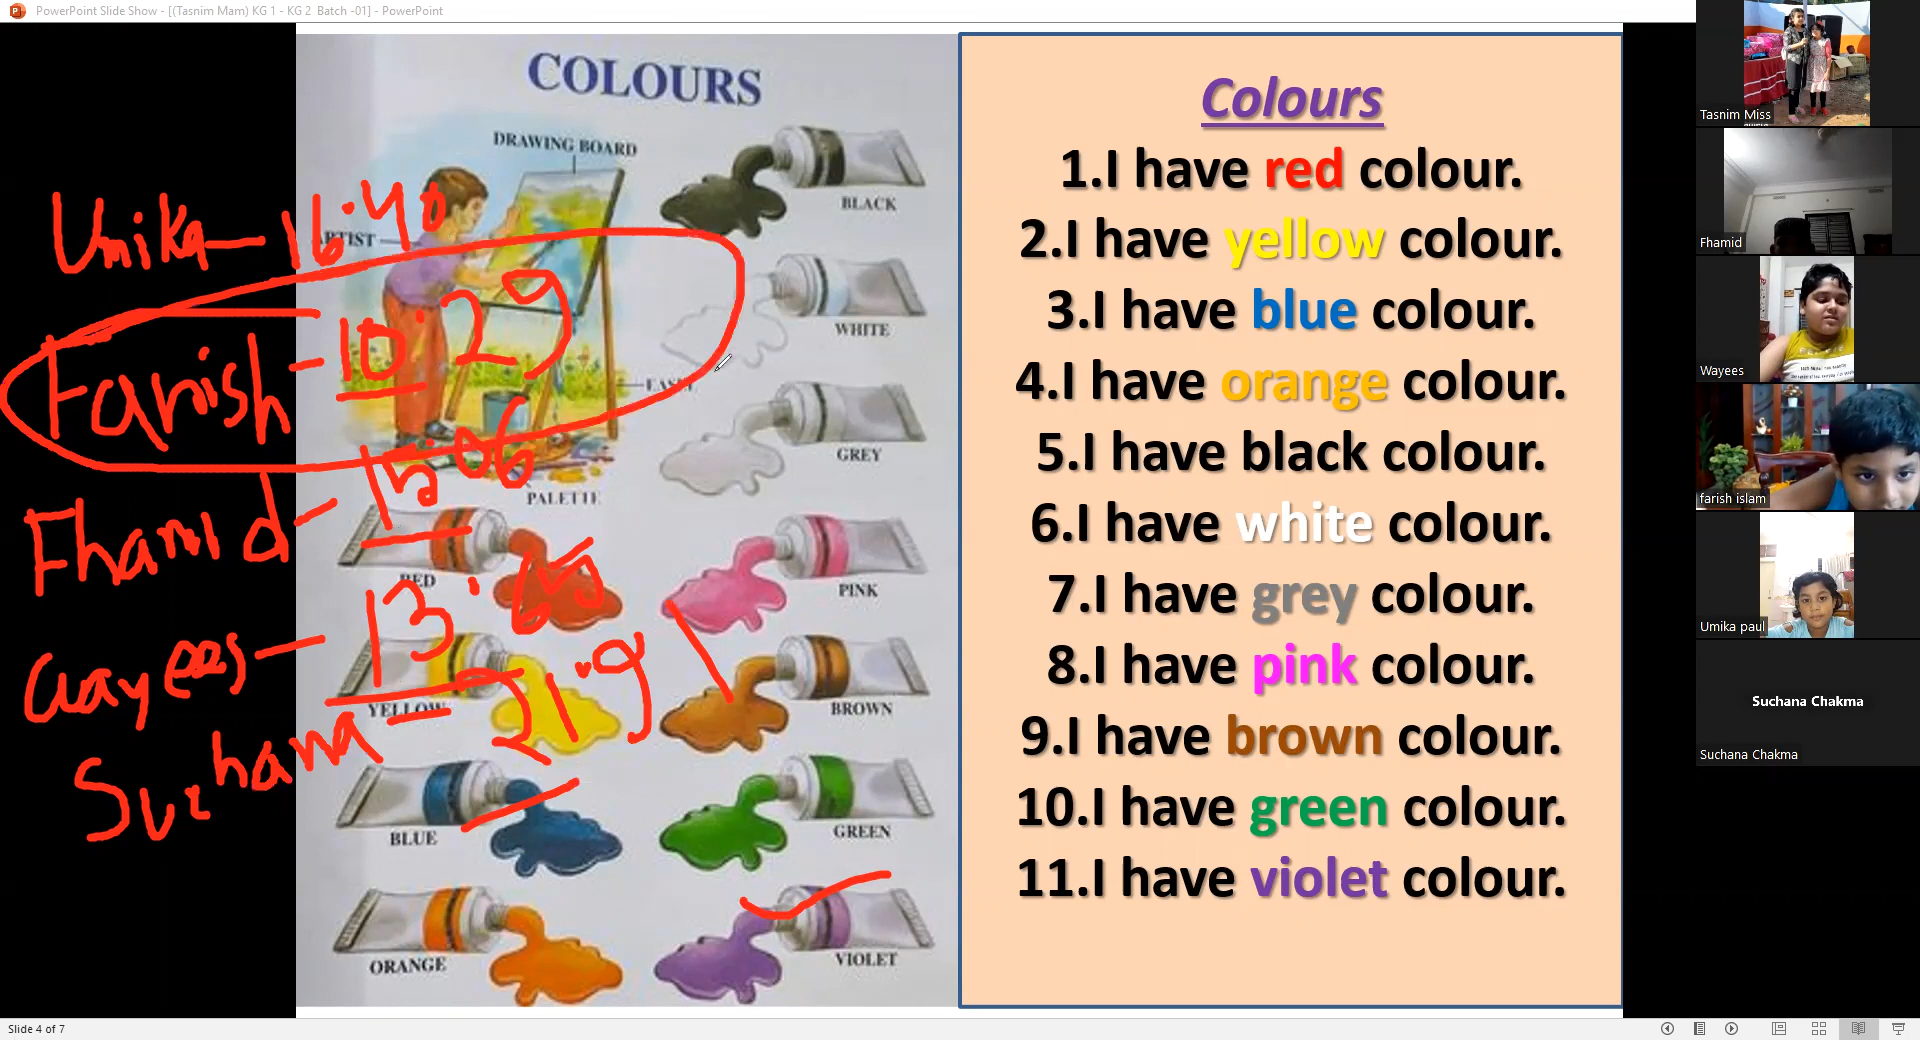 PowerPoint Slide Show - [(Tasnim Mam) KG 1 - KG 2 Batch -01] - PowerPoint
COLOURS
DRAWING BOARD
ARTIST
EASEL
PALETTE
BLACK
WHITE
GREY
RED
PINK
YELLOW
BROWN
BLUE
GREEN
ORANGE
VIOLET
Umika - 16.40
Farish - 10.29
Fhamid - 15.06
Wayees - 13.65
Suchana - 21.91
Colours
1.I have red colour.
2.I have yellow colour.
3.I have blue colour.
4.I have orange colour.
5.I have black colour.
6.I have white colour.
7.I have grey colour.
8.I have pink colour.
9.I have brown colour.
10.I have green colour.
11.I have violet colour.
Tasnim Miss
Fhamid
Wayees
farish islam
Umika paul
Suchana Chakma
Suchana Chakma
Slide 4 of 7